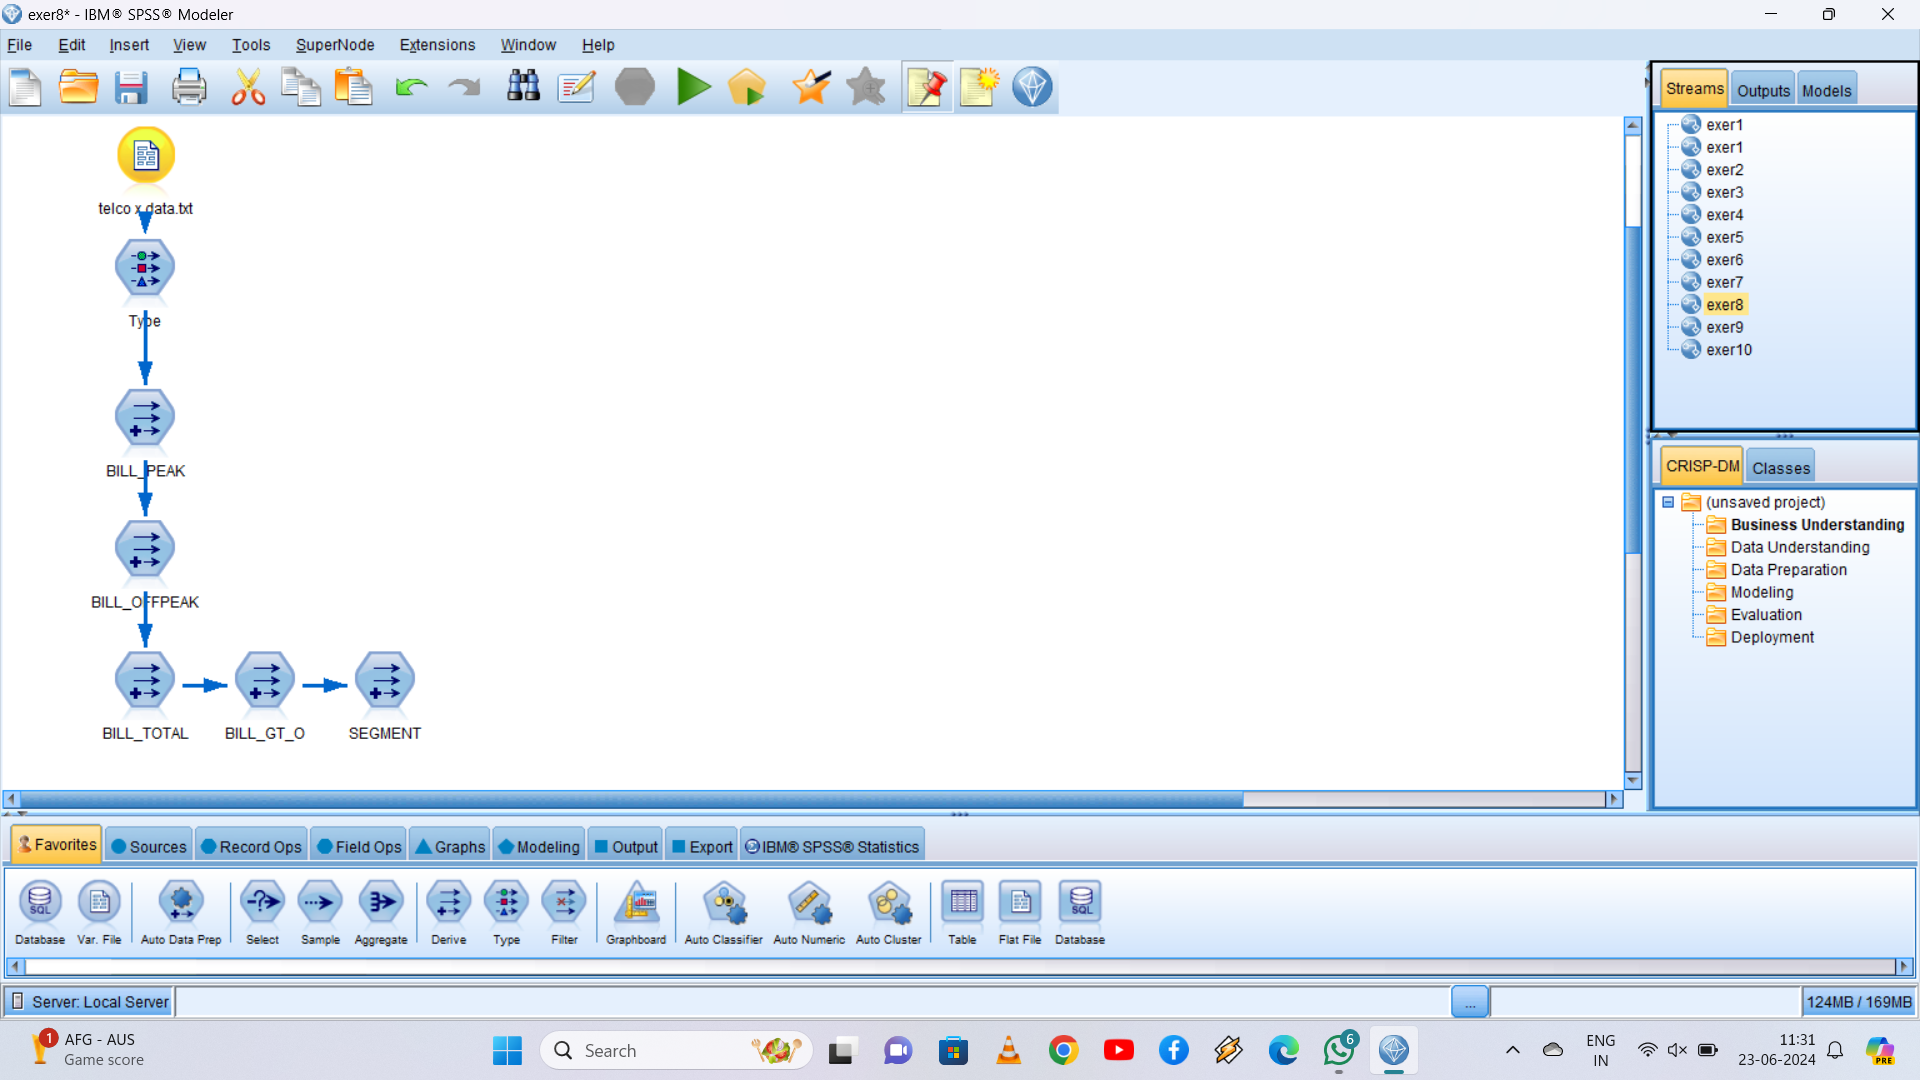 exer8* - IBM® SPSS® Modeler
File Edit Insert View Tools SuperNode Extensions Window Help
telco x data.txt
Type
BILL_PEAK
BILL_OFFPEAK
BILL_TOTAL BILL_GT_O SEGMENT
Streams Outputs Models
exer1
exer1
exer2
exer3
exer4
exer5
exer6
exer7
exer8
exer9
exer10
CRISP-DM Classes
(unsaved project)
Business Understanding
Data Understanding
Data Preparation
Modeling
Evaluation
Deployment
Favorites Sources Record Ops Field Ops Graphs Modeling Output Export IBM® SPSS® Statistics
SQL SQL
Database Var. File Auto Data Prep Select Sample Aggregate Derive Type Filter Graphboard Auto Classifier Auto Numeric Auto Cluster Table Flat File Database
Server: Local Server ... 124MB / 169MB
1 AFG - AUS
Game score
Search
6
ENG
IN
11:31
23-06-2024
PRE